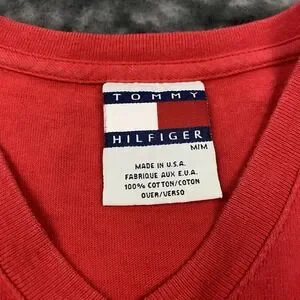 TOMMY
HILFIGER
M/M
MADE IN U.S.A.
FABRIQUE AUX E.U.A.
100% COTTON/COTON
OVER/VERSO